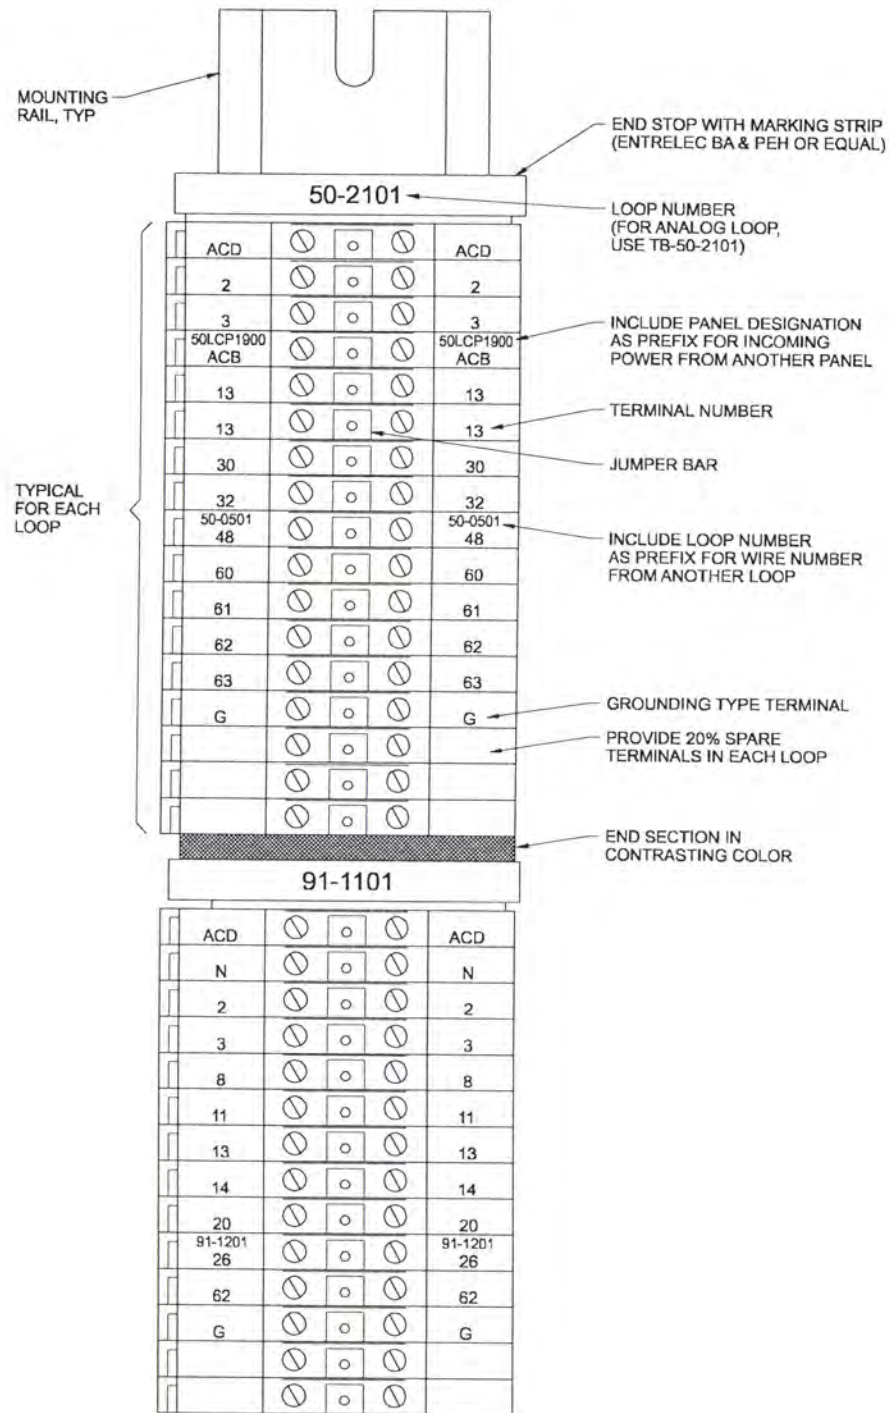 MOUNTING
RAIL, TYP
END STOP WITH MARKING STRIP
(ENTRELEC BA & PEH OR EQUAL)
50-2101
LOOP NUMBER
(FOR ANALOG LOOP,
USE TB-50-2101)
ACD ACD
2 2
3 3
50LCP1900 50LCP1900
ACB ACB
INCLUDE PANEL DESIGNATION
AS PREFIX FOR INCOMING
POWER FROM ANOTHER PANEL
13 13
13 13
TERMINAL NUMBER
JUMPER BAR
30 30
32 32
TYPICAL
FOR EACH
LOOP
50-0501 50-0501
48 48
INCLUDE LOOP NUMBER
AS PREFIX FOR WIRE NUMBER
FROM ANOTHER LOOP
60 60
61 61
62 62
63 63
G G
GROUNDING TYPE TERMINAL
PROVIDE 20% SPARE
TERMINALS IN EACH LOOP
END SECTION IN
CONTRASTING COLOR
91-1101
ACD ACD
N N
2 2
3 3
8 8
11 11
13 13
14 14
20 20
91-1201 91-1201
26 26
62 62
G G